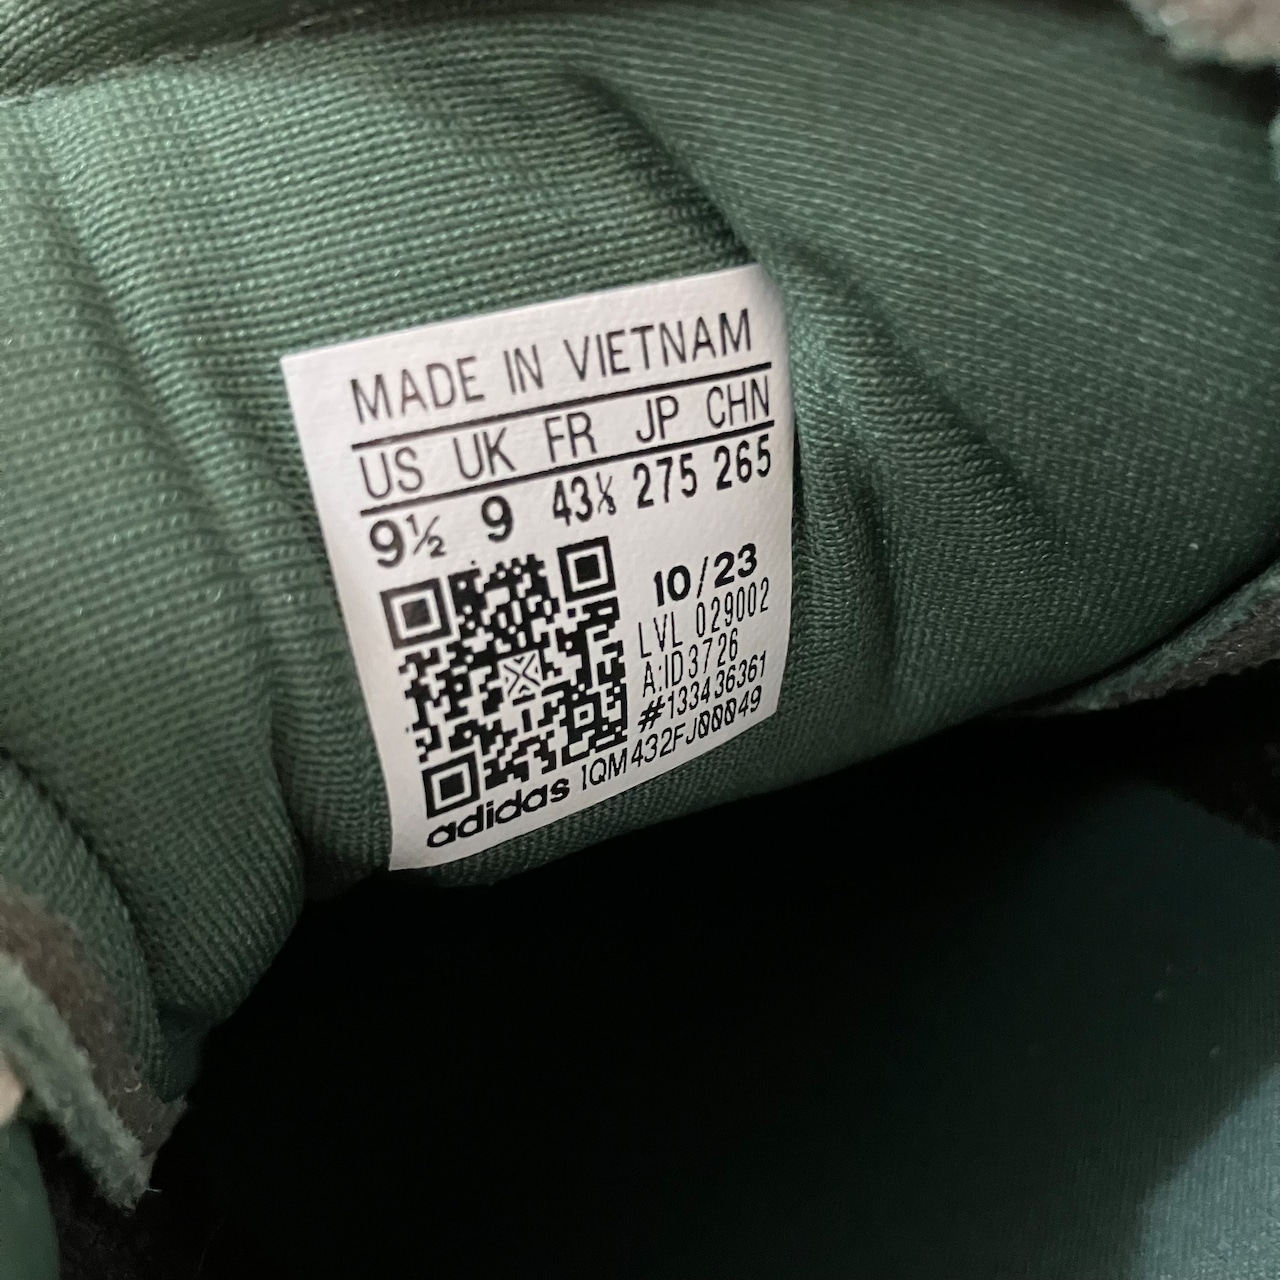 MADE IN VIETNAM
US UK FR JP CHN
9½ 9 43⅓ 275 265
10/23
LVL 029002
A:ID3726
#133436361
adidas 1QM432FJ00049